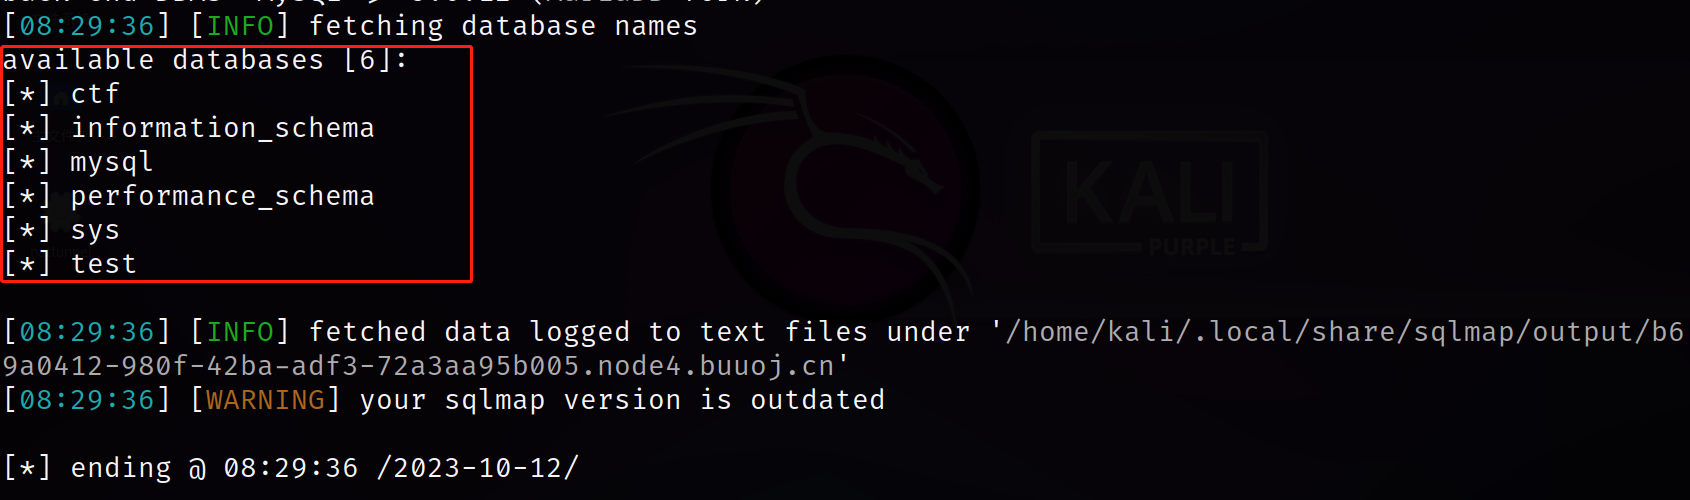 [08:29:36] [INFO] fetching database names
available databases [6]:
[*] ctf
[*] information_schema
[*] mysql
[*] performance_schema
[*] sys
[*] test
KALI
PURPLE
[08:29:36] [INFO] fetched data logged to text files under '/home/kali/.local/share/sqlmap/output/b6
9a0412-980f-42ba-adf3-72a3aa95b005.node4.buuoj.cn'
[08:29:36] [WARNING] your sqlmap version is outdated
[*] ending @ 08:29:36 /2023-10-12/